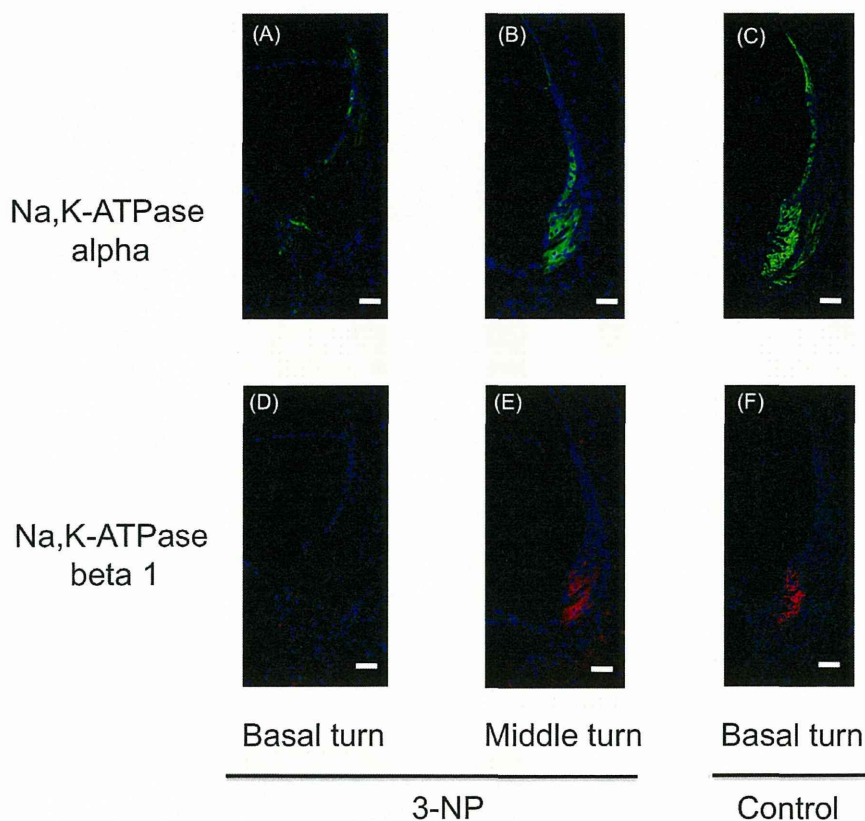 (A)
(B)
(C)
Na,K-ATPase
alpha
(D)
(E)
(F)
Na,K-ATPase
beta 1
Basal turn
Middle turn
Basal turn
3-NP
Control